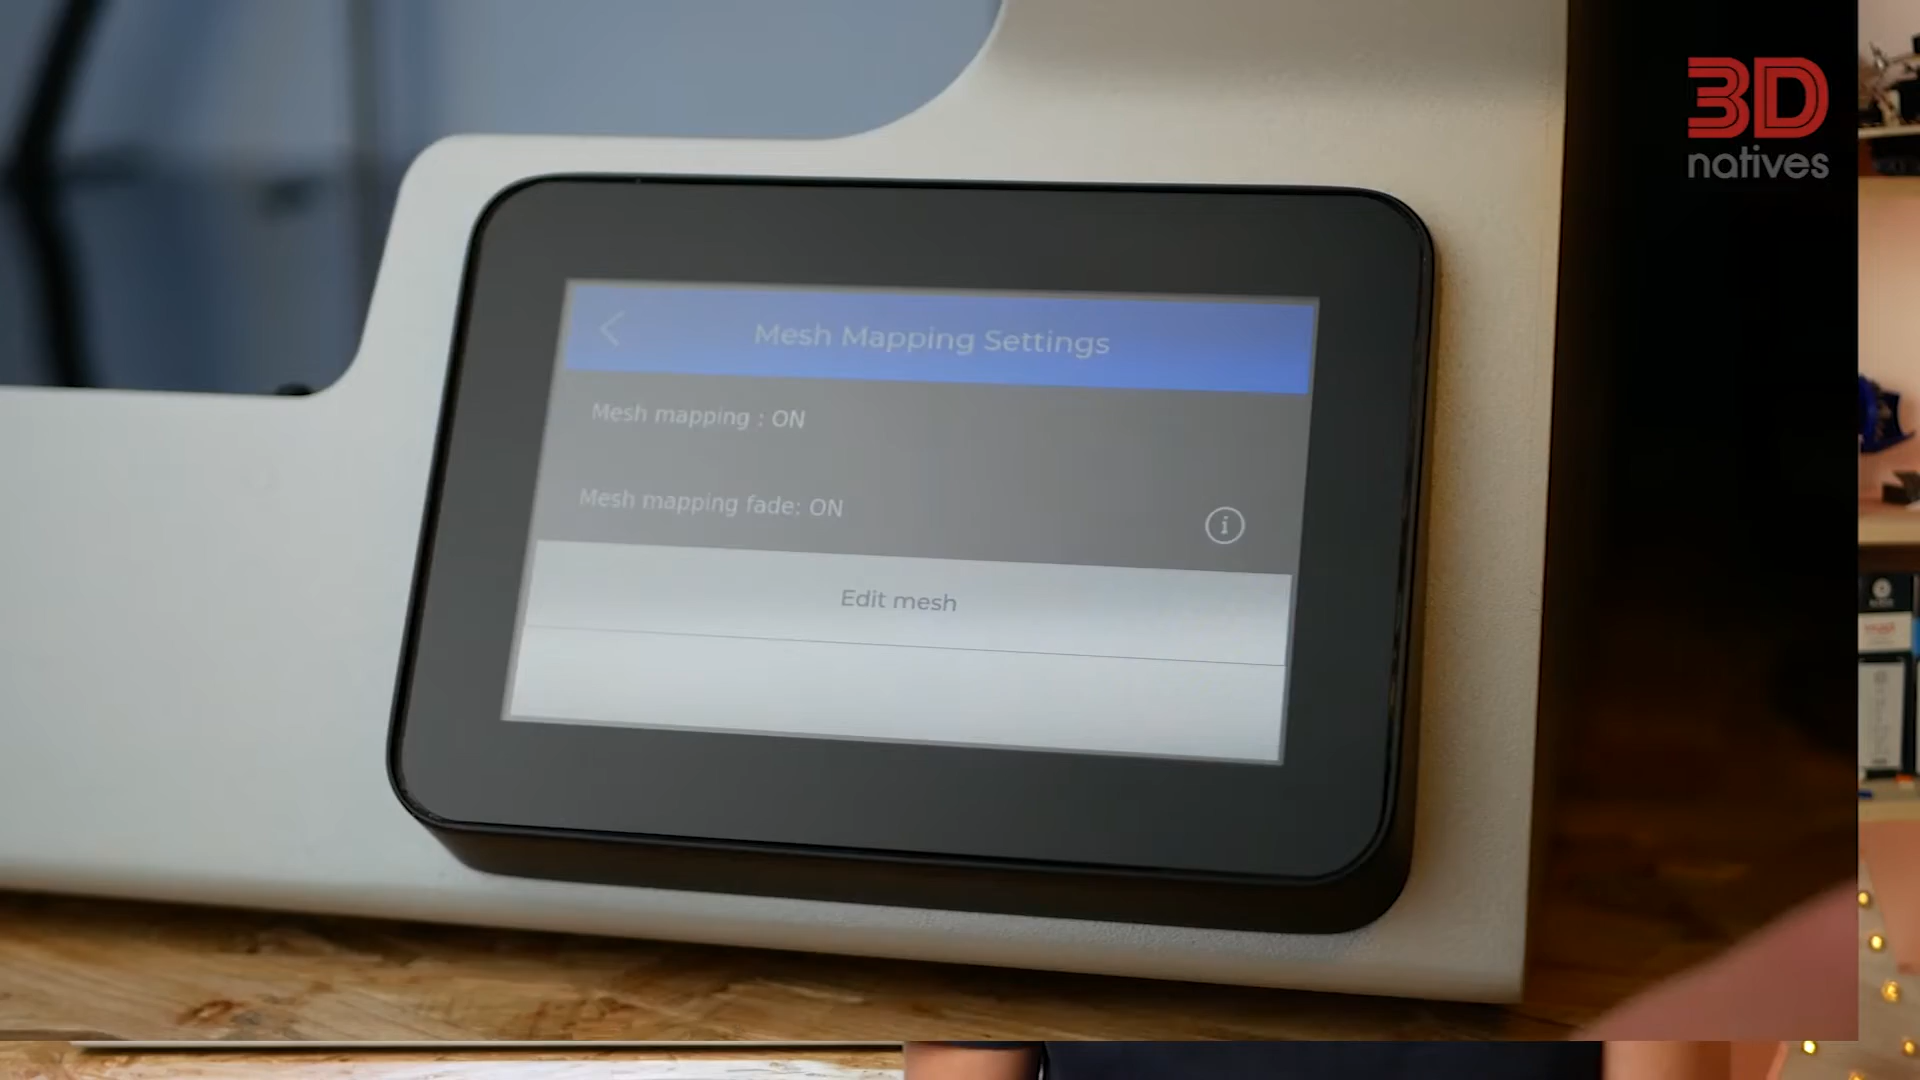 3D
natives
Mesh Mapping Settings
Mesh mapping : ON
Mesh mapping fade: ON
i
Edit mesh